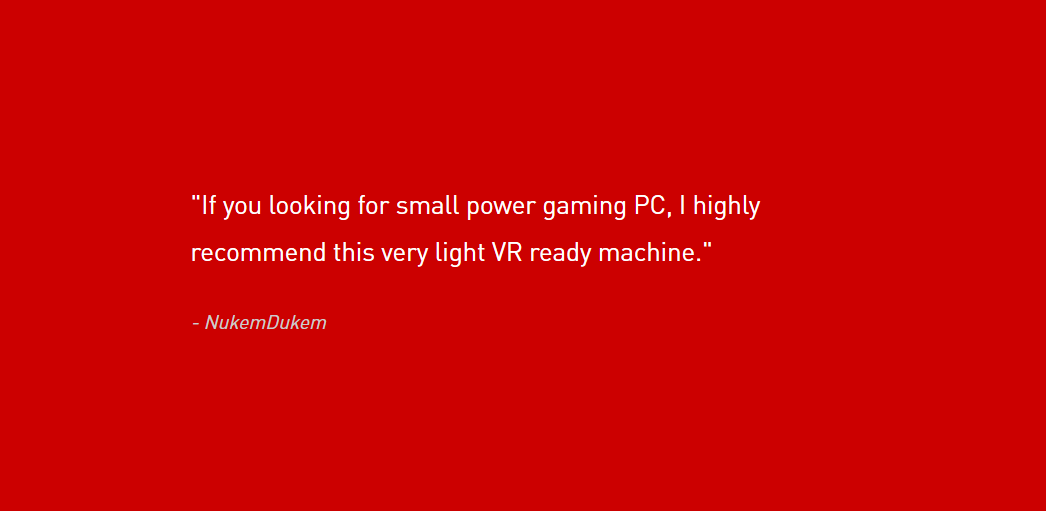 "If you looking for small power gaming PC, I highly
recommend this very light VR ready machine."
- NukemDukem